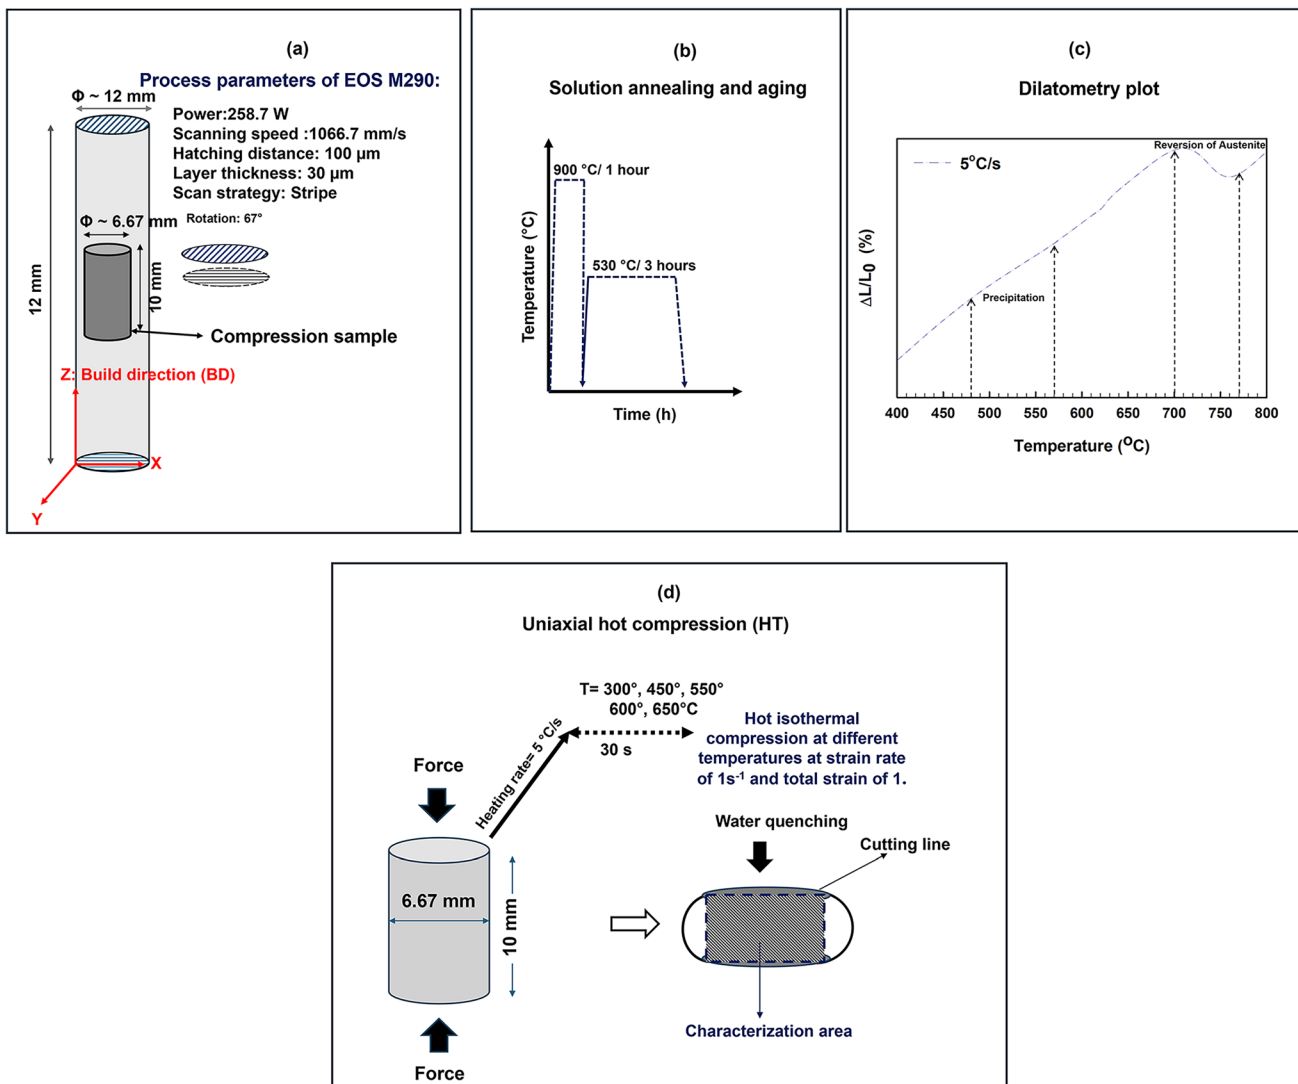 (a)
Process parameters of EOS M290:
Φ ~ 12 mm
Power:258.7 W
Scanning speed :1066.7 mm/s
Hatching distance: 100 µm
Layer thickness: 30 µm
Scan strategy: Stripe
Rotation: 67°
Φ ~ 6.67 mm
12 mm
10 mm
Compression sample
Z: Build direction (BD)
X
Y
(b)
Solution annealing and aging
900 °C/ 1 hour
530 °C/ 3 hours
Temperature (°C)
Time (h)
(c)
Dilatometry plot
Reversion of Austenite
5°C/s
Precipitation
ΔL/L0 (%)
400 450 500 550 600 650 700 750 800
Temperature (°C)
(d)
Uniaxial hot compression (HT)
T= 300°, 450°, 550°
600°, 650°C
30 s
Heating rate= 5 °C/s
Hot isothermal
compression at different
temperatures at strain rate
of 1s⁻¹ and total strain of 1.
Force
6.67 mm
10 mm
Force
Water quenching
Cutting line
Characterization area